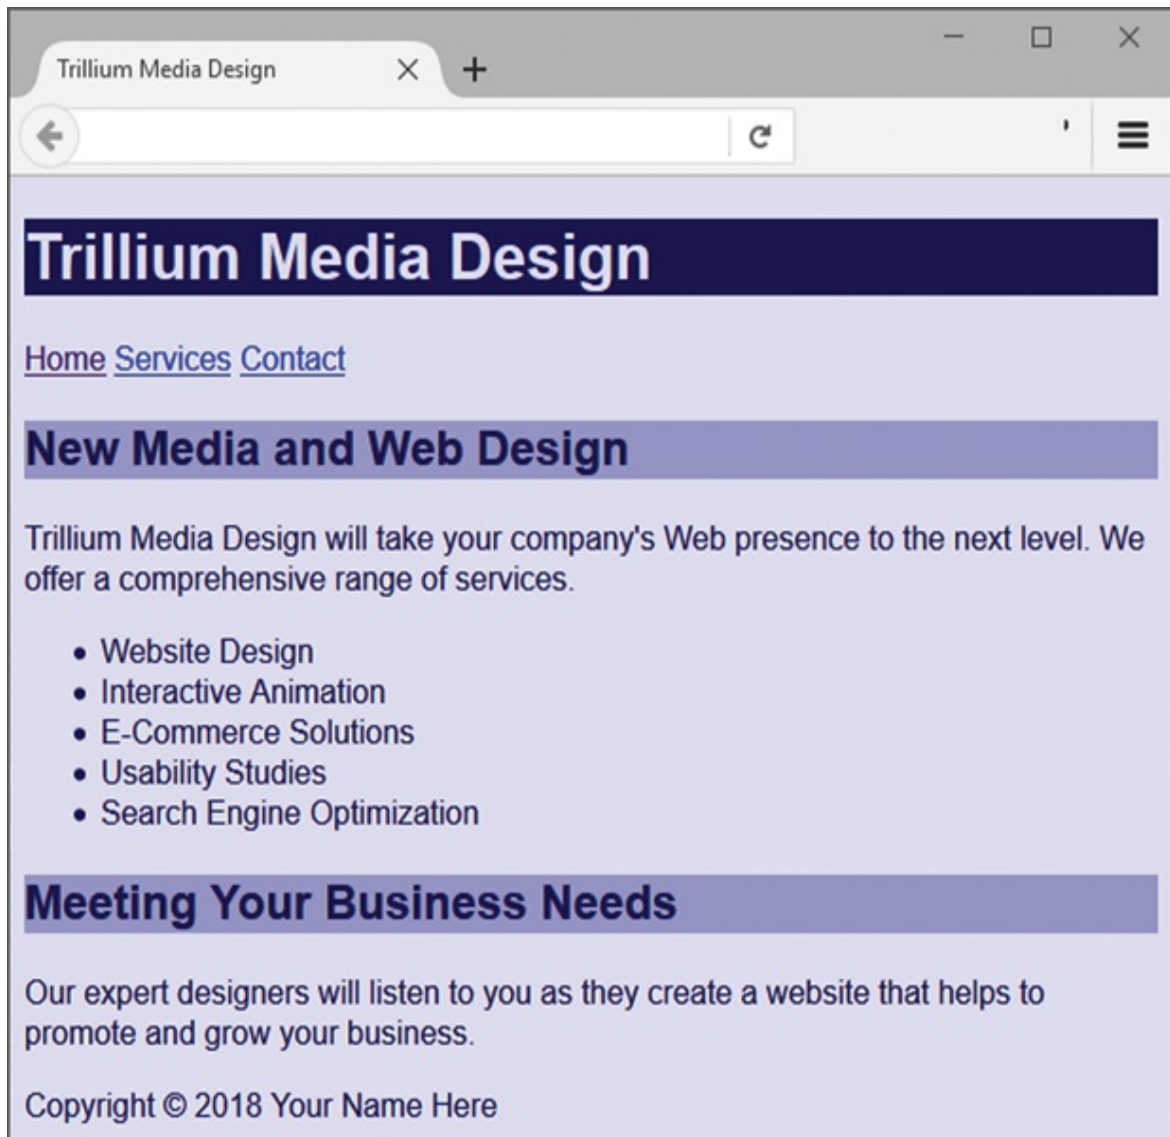 Trillium Media Design
Trillium Media Design
Home Services Contact
New Media and Web Design
Trillium Media Design will take your company's Web presence to the next level. We
offer a comprehensive range of services.
• Website Design
• Interactive Animation
• E-Commerce Solutions
• Usability Studies
• Search Engine Optimization
Meeting Your Business Needs
Our expert designers will listen to you as they create a website that helps to
promote and grow your business.
Copyright © 2018 Your Name Here